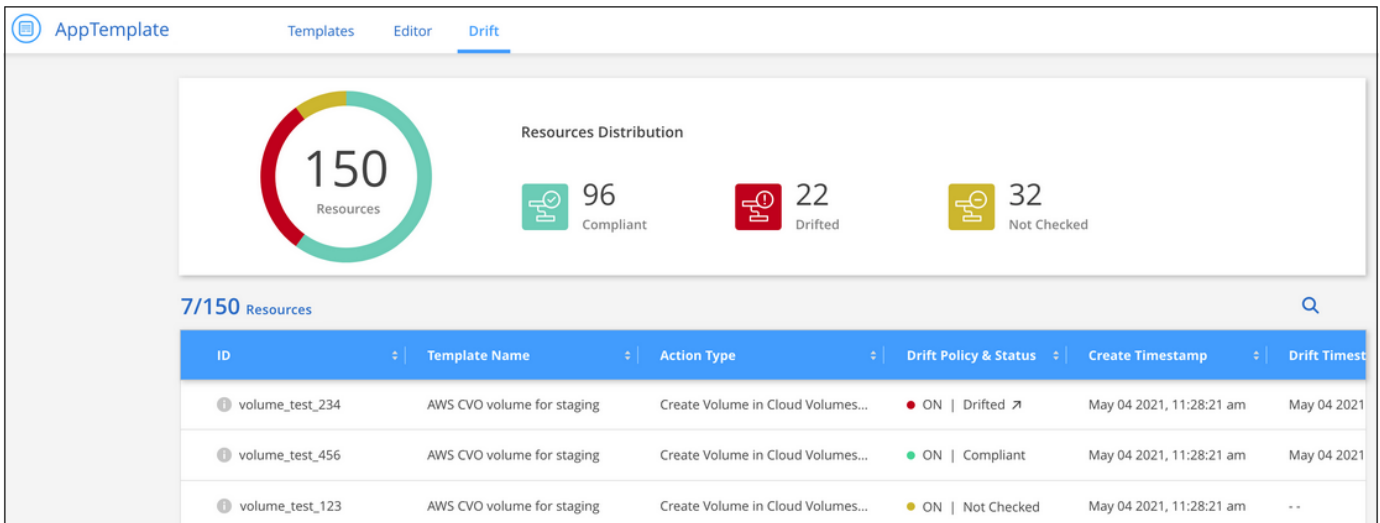 AppTemplate Templates Editor Drift
150
Resources
Resources Distribution
96
Compliant
22
Drifted
32
Not Checked
7/150 Resources
ID Template Name Action Type Drift Policy & Status Create Timestamp Drift Timest
volume_test_234 AWS CVO volume for staging Create Volume in Cloud Volumes... ON | Drifted May 04 2021, 11:28:21 am May 04 2021
volume_test_456 AWS CVO volume for staging Create Volume in Cloud Volumes... ON | Compliant May 04 2021, 11:28:21 am May 04 2021
volume_test_123 AWS CVO volume for staging Create Volume in Cloud Volumes... ON | Not Checked May 04 2021, 11:28:21 am - -